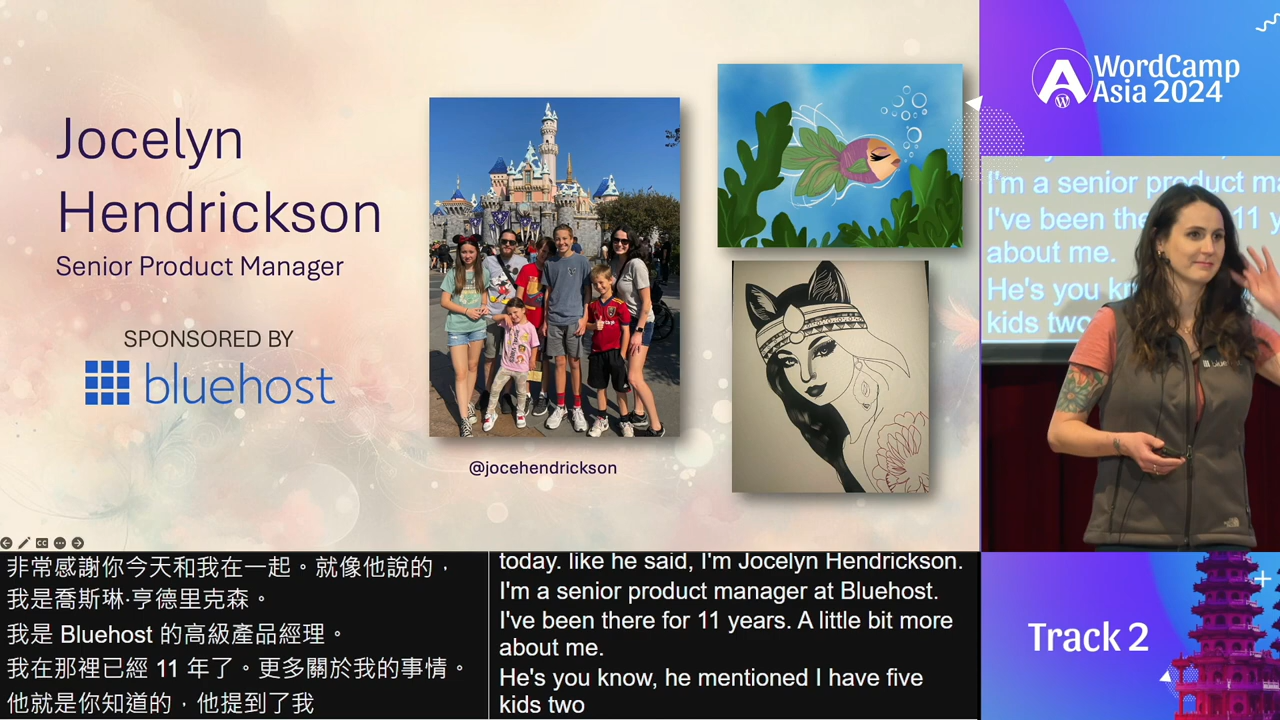 Jocelyn
Hendrickson
Senior Product Manager
SPONSORED BY
bluehost
@jocehendrickson
WordCamp
Asia 2024
I'm a senior product ma
I've been the 11 y
about me.
He's you kn
kids two
bluehost
非常感謝你今天和我在一起。就像他說的，
我是喬斯琳·亨德里克森。
我是 Bluehost 的高級產品經理。
我在那裡已經 11 年了。更多關於我的事情。
他就是你知道的，他提到了我
today. like he said, I'm Jocelyn Hendrickson.
I'm a senior product manager at Bluehost.
I've been there for 11 years. A little bit more
about me.
He's you know, he mentioned I have five
kids two
Track 2